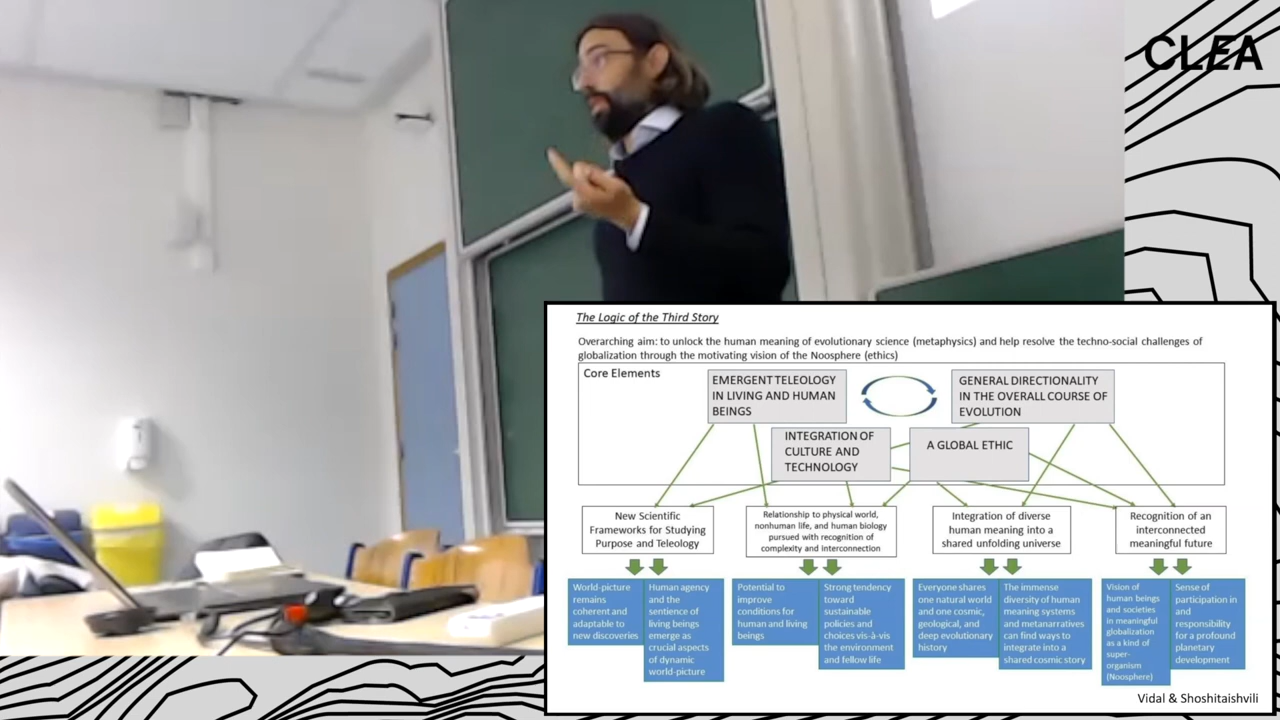 CLEA
The Logic of the Third Story
Overarching aim: to unlock the human meaning of evolutionary science (metaphysics) and help resolve the techno-social challenges of
globalization through the motivating vision of the Noosphere (ethics)
Core Elements
EMERGENT TELEOLOGY
IN LIVING AND HUMAN
BEINGS
GENERAL DIRECTIONALITY
IN THE OVERALL COURSE OF
EVOLUTION
INTEGRATION OF
CULTURE AND
TECHNOLOGY
A GLOBAL ETHIC
New Scientific
Frameworks for Studying
Purpose and Teleology
Relationship to physical world,
nonhuman life, and human biology
pursued with recognition of
complexity and interconnection
Integration of diverse
human meaning into a
shared unfolding universe
Recognition of an
interconnected
meaningful future
World-picture
remains
coherent and
adaptable to
new discoveries
Human agency
and the
sentience of
living beings
emerge as
crucial aspects
of dynamic
world-picture
Potential to
improve
conditions for
human and living
beings
Strong tendency
toward
sustainable
policies and
choices vis-à-vis
the environment
and fellow life
Everyone shares
one natural world
and one cosmic,
geological, and
deep evolutionary
history
The immense
diversity of human
meaning systems
and metanarratives
can find ways to
integrate into a
shared cosmic story
Vision of
human beings
and societies
in meaningful
globalization
as a kind of
super-
organism
(Noosphere)
Sense of
participation in
and
responsibility
for a profound
planetary
development
Vidal & Shoshitaishvili